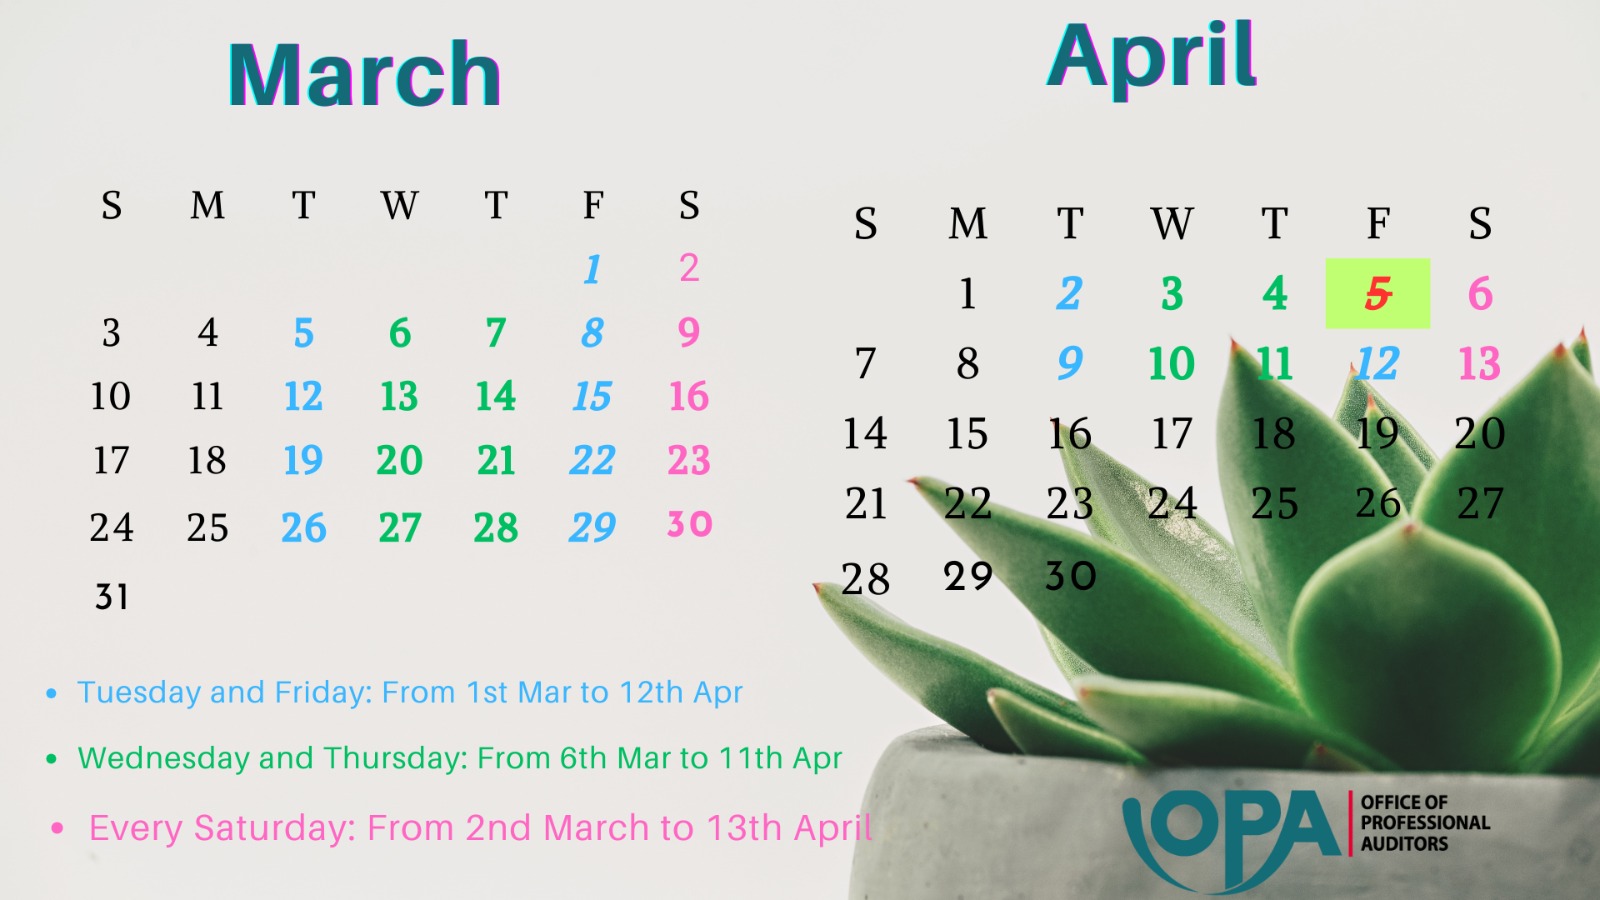 March
S M T W T F S
1 2
3 4 5 6 7 8 9
10 11 12 13 14 15 16
17 18 19 20 21 22 23
24 25 26 27 28 29 30
31
April
S M T W T F S
1 2 3 4 5 6
7 8 9 10 11 12 13
14 15 16 17 18 19 20
21 22 23 24 25 26 27
28 29 30
• Tuesday and Friday: From 1st Mar to 12th Apr
• Wednesday and Thursday: From 6th Mar to 11th Apr
• Every Saturday: From 2nd March to 13th April
OPA
OFFICE OF
PROFESSIONAL
AUDITORS